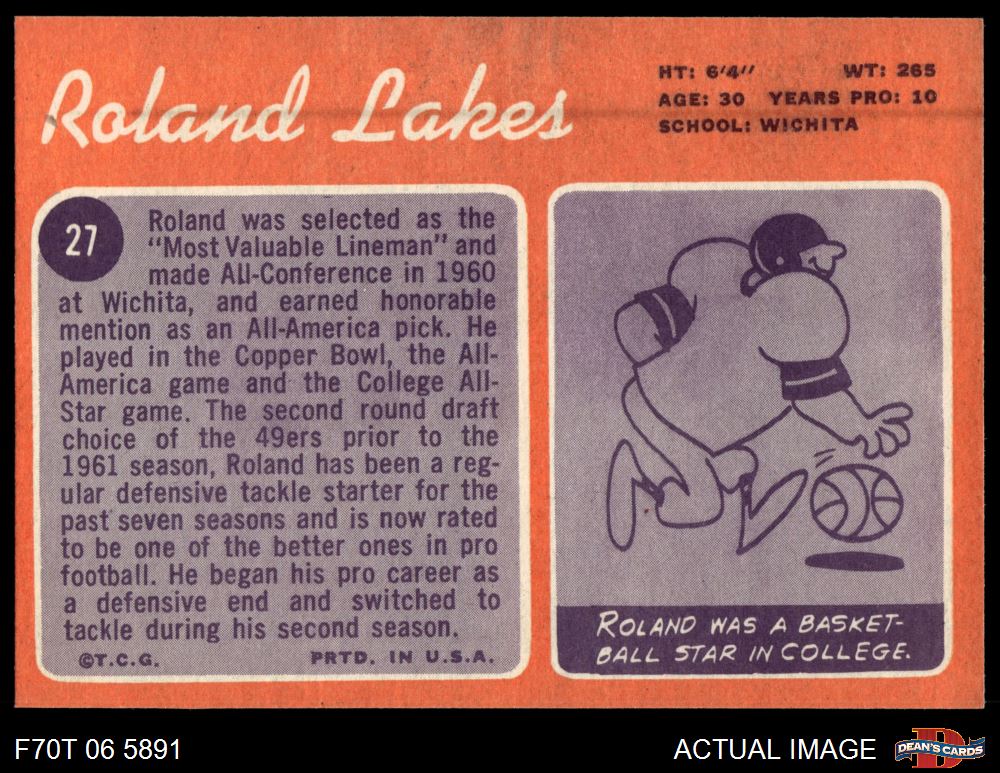 Roland Lakes
HT: 6'4" WT: 265
AGE: 30 YEARS PRO: 10
SCHOOL: WICHITA
27
Roland was selected as the
"Most Valuable Lineman" and
made All-Conference in 1960
at Wichita, and earned honorable
mention as an All-America pick. He
played in the Copper Bowl, the All-
America game and the College All-
Star game. The second round draft
choice of the 49ers prior to the
1961 season, Roland has been a reg-
ular defensive tackle starter for the
past seven seasons and is now rated
to be one of the better ones in pro
football. He began his pro career as
a defensive end and switched to
tackle during his second season.
©T.C.G. PRTD. IN U.S.A.
ROLAND WAS A BASKET-
BALL STAR IN COLLEGE.
F70T 06 5891
ACTUAL IMAGE
D
DEAN'S CARDS